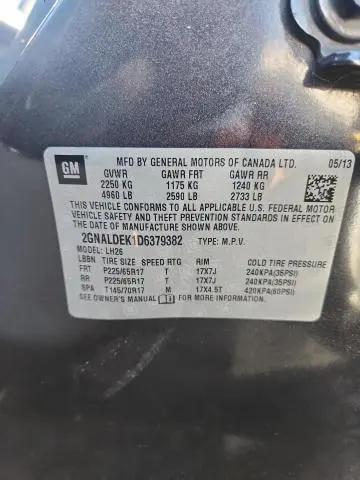 GM
MFD BY GENERAL MOTORS OF CANADA LTD. 05/13
GVWR GAWR FRT GAWR RR
2250 KG 1175 KG 1240 KG
4960 LB 2590 LB 2733 LB
THIS VEHICLE CONFORMS TO ALL APPLICABLE U.S. FEDERAL MOTOR
VEHICLE SAFETY, BUMPER, AND THEFT PREVENTION STANDARDS IN EFFECT ON
THE DATE OF MANUFACTURE SHOWN ABOVE.
2GNALDEK1D6379382 TYPE: M.P.V.
MODEL: LH26
LBBN TIRE SIZE SPEED RTG RIM COLD TIRE PRESSURE
FRT P225/65R17 T 17X7J 240KPA(35PSI)
RR P225/65R17 T 17X7J 240KPA(35PSI)
SPA T145/70R17 M 17X4.5T 420KPA(60PSI)
SEE OWNER'S MANUAL FOR MORE INFORMATION.